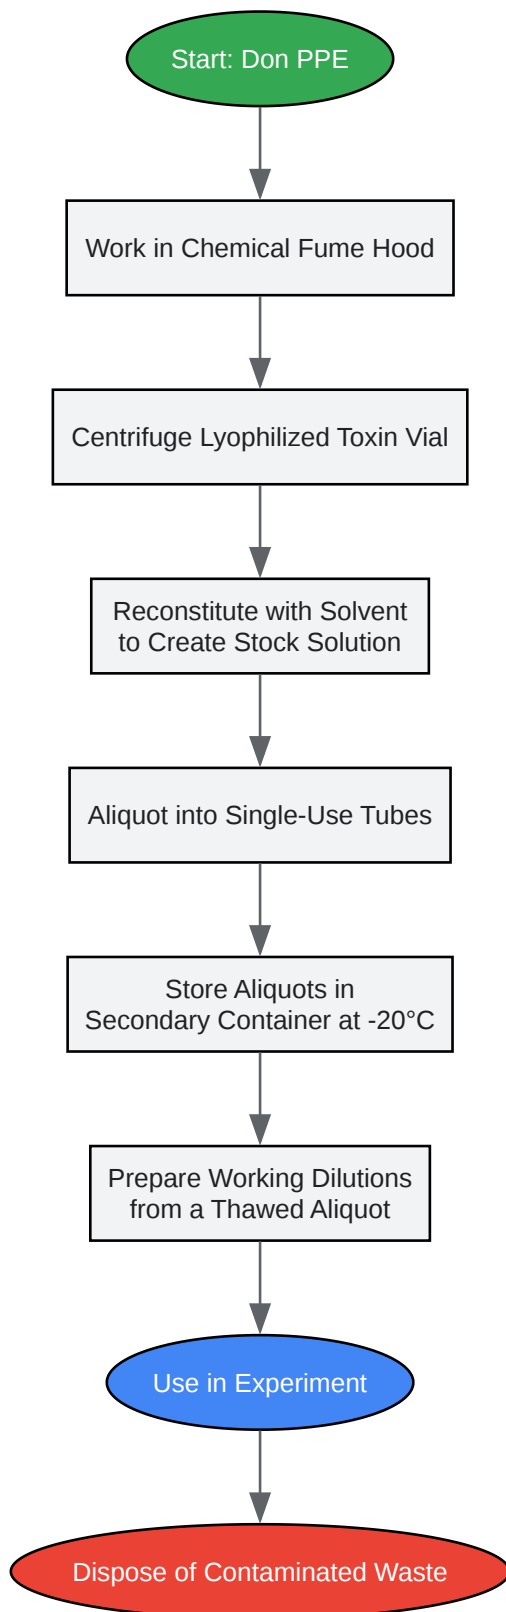 Start: Don PPE
Work in Chemical Fume Hood
Centrifuge Lyophilized Toxin Vial
Reconstitute with Solvent
to Create Stock Solution
Aliquot into Single-Use Tubes
Store Aliquots in
Secondary Container at -20°C
Prepare Working Dilutions
from a Thawed Aliquot
Use in Experiment
Dispose of Contaminated Waste